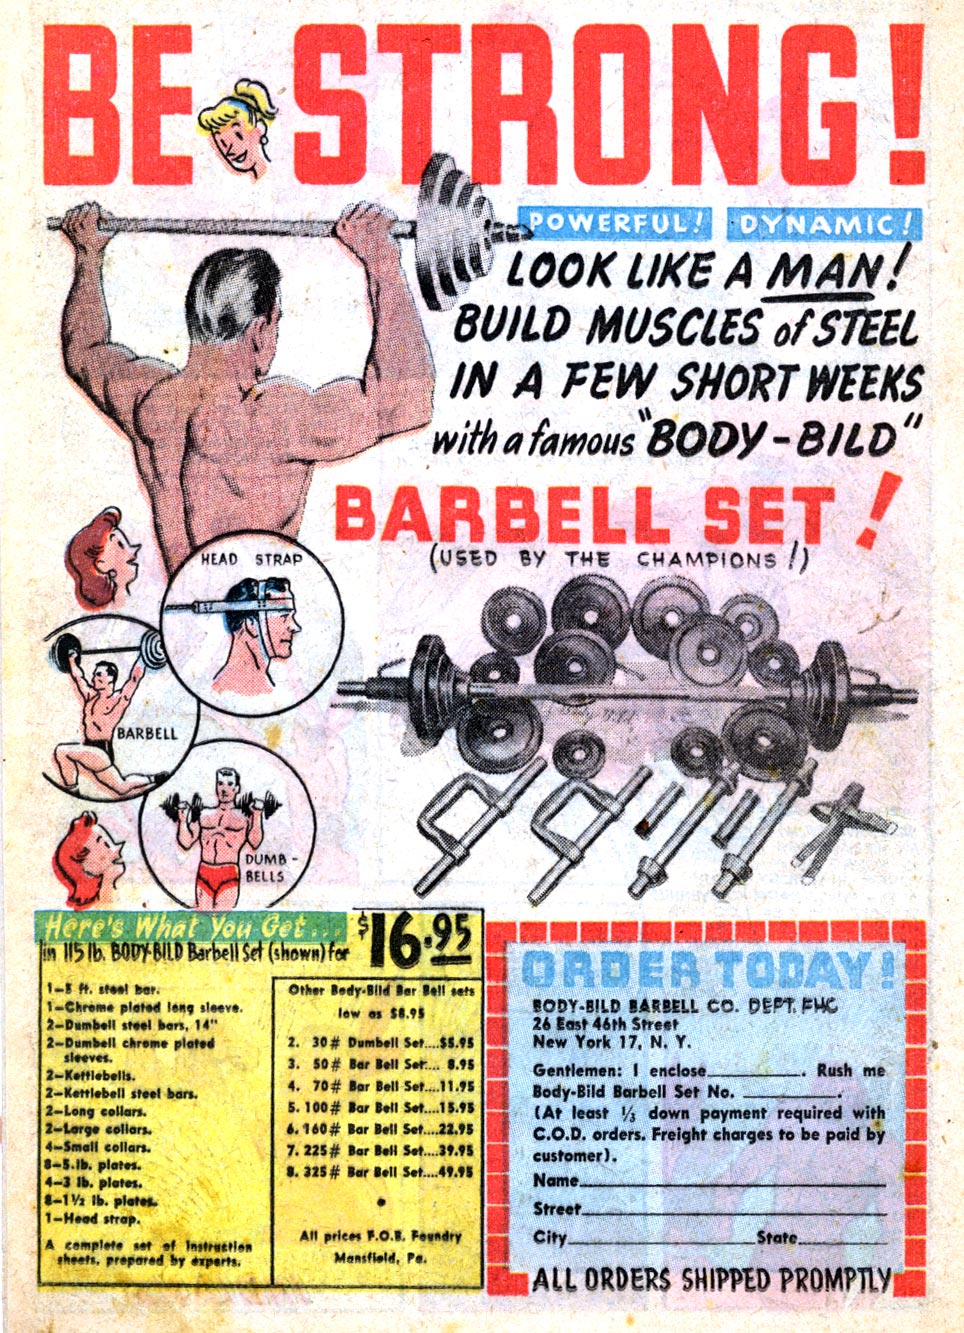 BE STRONG!
POWERFUL! DYNAMIC!
LOOK LIKE A MAN!
BUILD MUSCLES of STEEL
IN A FEW SHORT WEEKS
with a famous "BODY-BILD"
BARBELL SET!
(USED BY THE CHAMPIONS!)
HEAD STRAP
BARBELL
DUMB-
BELLS
Here's What You Get...
in 115 lb. BODY-BILD Barbell Set (shown) for $16.95
1—5 ft. steel bar.
1—Chrome plated long sleeve.
2—Dumbell steel bars, 14"
2—Dumbell chrome plated
sleeves.
2—Kettlebells.
2—Kettlebell steel bars.
2—Long collars.
2—Large collars.
4—Small collars.
8—5 lb. plates.
4—3 lb. plates.
8—1½ lb. plates.
1—Head strap.
A complete set of instruction
sheets, prepared by experts.
Other Body-Bild Bar Bell sets
low as $8.95
2. 30# Dumbell Set....$5.95
3. 50# Bar Bell Set... 8.95
4. 70# Bar Bell Set...11.95
5. 100# Bar Bell Set....15.95
6. 160# Bar Bell Set....22.95
7. 225# Bar Bell Set....39.95
8. 325# Bar Bell Set....49.95
All prices F.O.B. Foundry
Mansfield, Pa.
ORDER TODAY!
BODY-BILD BARBELL CO. DEPT. FHC
26 East 46th Street
New York 17, N. Y.
Gentlemen: I enclose________. Rush me
Body-Bild Barbell Set No. ________.
(At least ⅓ down payment required with
C.O.D. orders. Freight charges to be paid by
customer).
Name________
Street________
City________State________
ALL ORDERS SHIPPED PROMPTLY